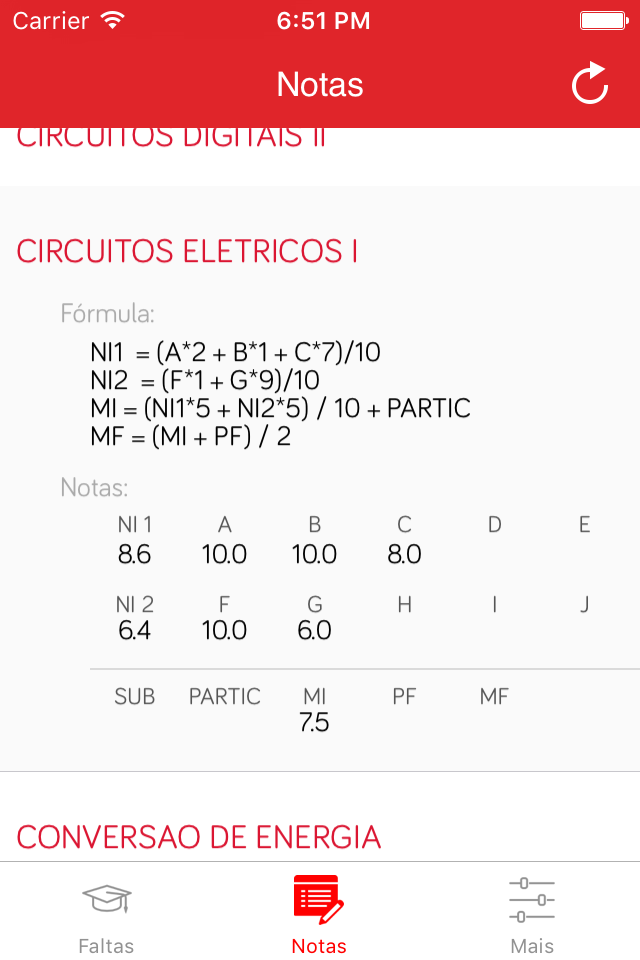 Carrier 6:51 PM
Notas
CIRCUITOS DIGITAIS II
CIRCUITOS ELETRICOS I
Fórmula:
NI1 = (A*2 + B*1 + C*7)/10
NI2 = (F*1 + G*9)/10
MI = (NI1*5 + NI2*5) / 10 + PARTIC
MF = (MI + PF) / 2
Notas:
NI 1 A B C D E
8.6 10.0 10.0 8.0
NI 2 F G H I J
6.4 10.0 6.0
SUB PARTIC MI PF MF
7.5
CONVERSAO DE ENERGIA
Faltas Notas Mais